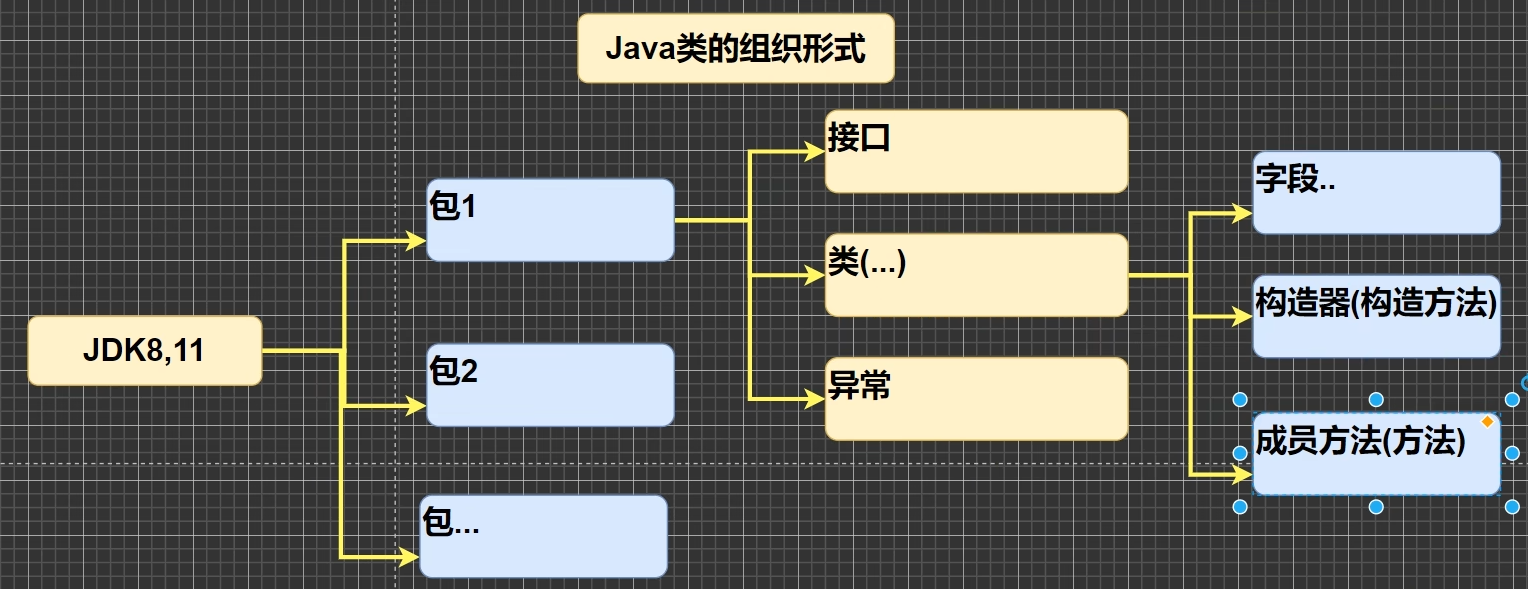 Java类的组织形式
JDK8,11
包1
包2
包...
接口
类(...)
异常
字段..
构造器(构造方法)
成员方法(方法)